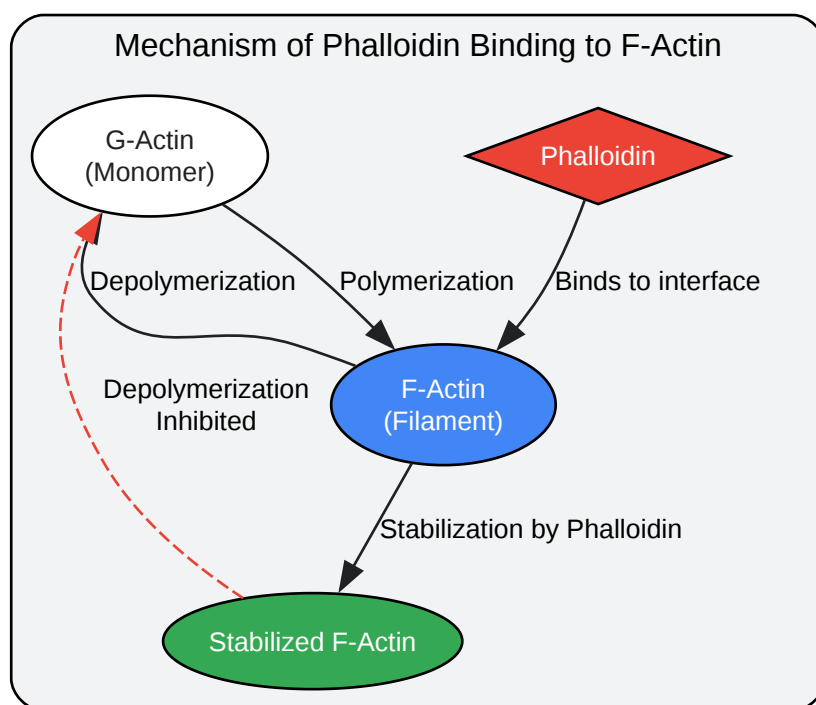 Mechanism of Phalloidin Binding to F-Actin
G-Actin
(Monomer)
Phalloidin
Depolymerization
Polymerization
Binds to interface
F-Actin
(Filament)
Depolymerization
Inhibited
Stabilization by Phalloidin
Stabilized F-Actin